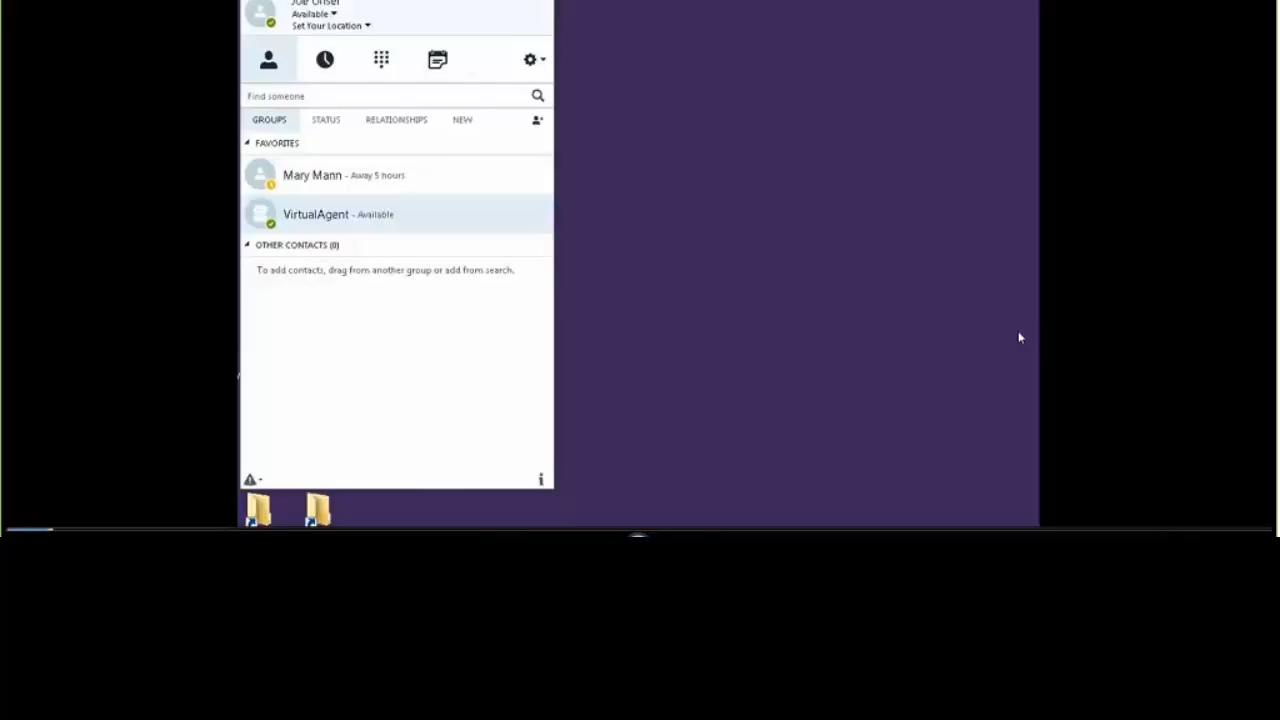 Available
Set Your Location
Find someone
GROUPS STATUS RELATIONSHIPS NEW
FAVORITES
Mary Mann - Away 5 hours
VirtualAgent - Available
OTHER CONTACTS (0)
To add contacts, drag from another group or add from search.